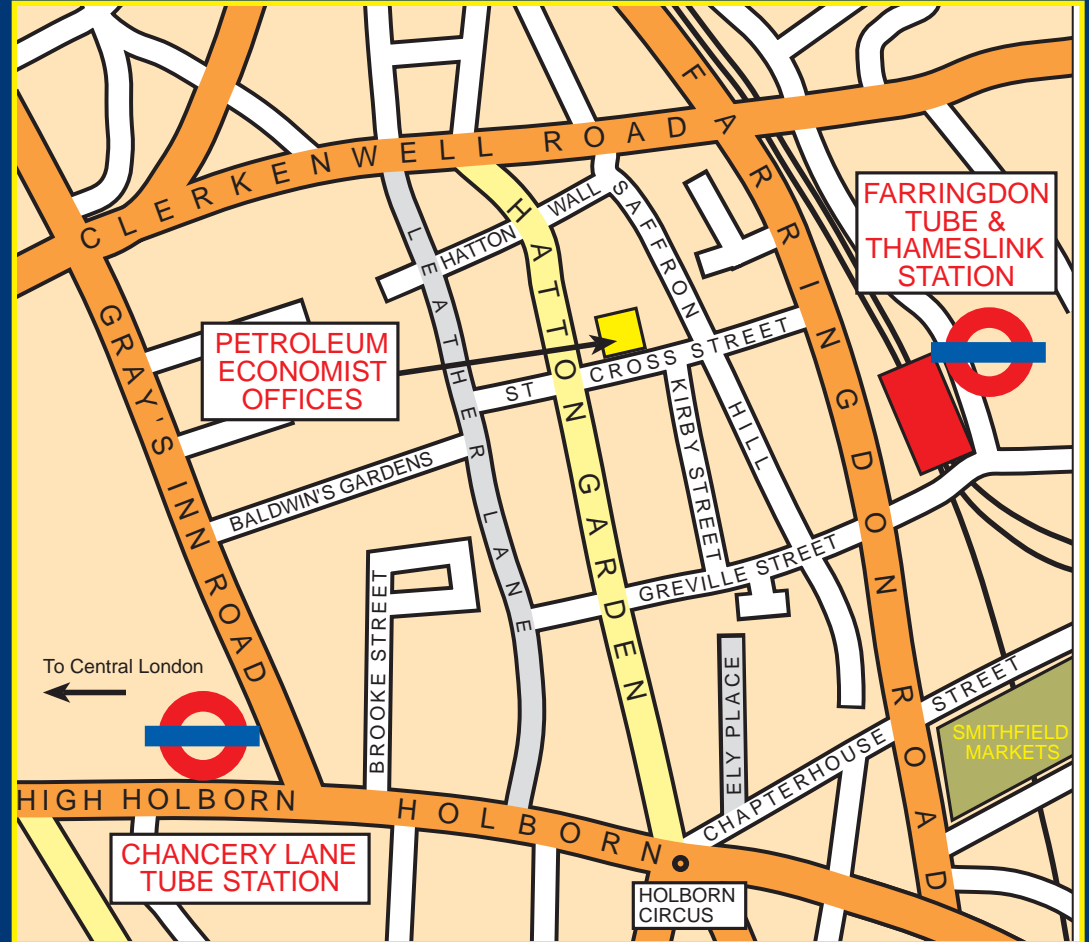 CLERKENWELL ROAD
FARRINGDON ROAD
FARRINGDON
TUBE &
THAMESLINK
STATION
HATTON WALL
SAFFRON HILL
LEATHER LANE
HATTON GARDEN
GRAY'S INN ROAD
PETROLEUM
ECONOMIST
OFFICES
ST CROSS STREET
KIRBY STREET
BALDWIN'S GARDENS
GREVILLE STREET
BROOKE STREET
ELY PLACE
To Central London
CHAPTERHOUSE STREET
SMITHFIELD
MARKETS
HIGH HOLBORN
HOLBORN
CHANCERY LANE
TUBE STATION
HOLBORN
CIRCUS